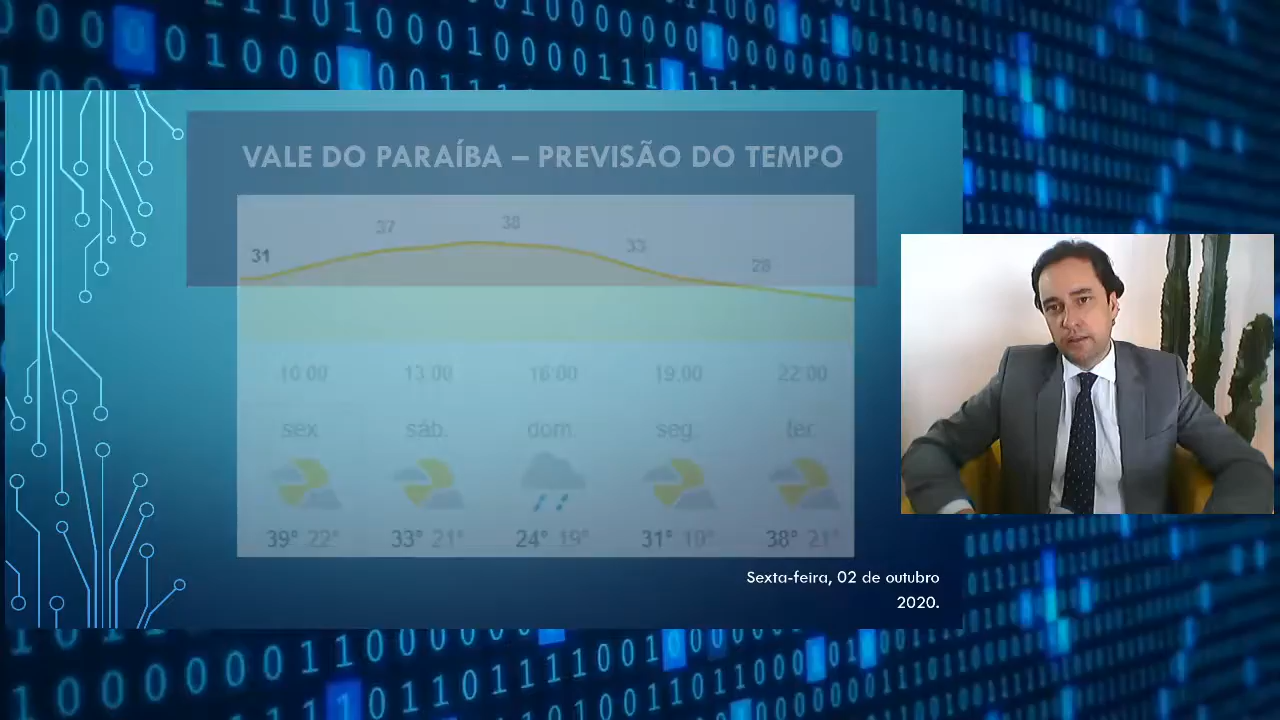 VALE DO PARAÍBA – PREVISÃO DO TEMPO
31 37 38 33 28
10:00 13:00 16:00 19:00 22:00
sex. sáb. dom. seg. ter.
39° 22° 33° 21° 24° 19° 31° 38° 21°
Sexta-feira, 02 de outubro
2020.